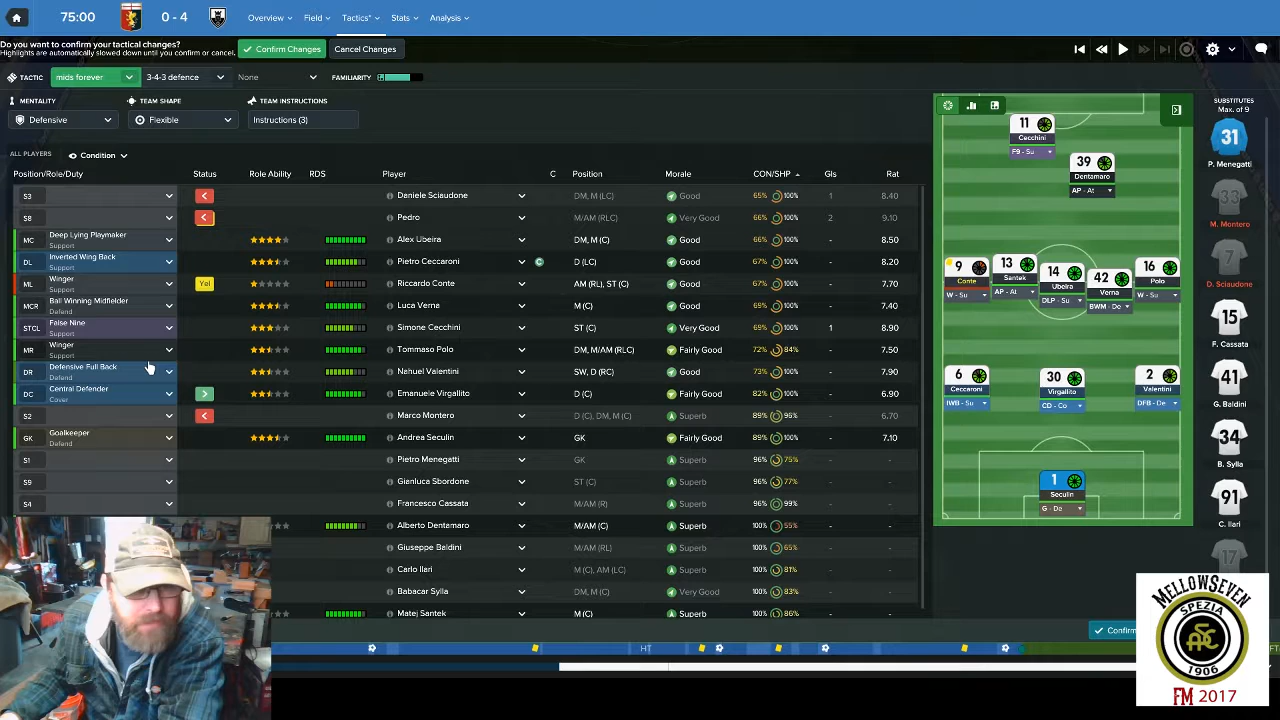 75:00 0 - 4 Overview Field Tactics* Stats Analysis
Do you want to confirm your tactical changes?
Highlights are automatically slowed down until you confirm or cancel.
Confirm Changes Cancel Changes
TACTIC mids forever 3-4-3 defence None FAMILIARITY
MENTALITY TEAM SHAPE TEAM INSTRUCTIONS
Defensive Flexible Instructions (3)
ALL PLAYERS Condition
Position/Role/Duty Status Role Ability RDS Player C Position Morale CON/SHP Gls Rat
S3 Daniele Sciaudone DM, M (LC) Good 65% 100% 1 8.40
S8 Pedro M/AM (RLC) Very Good 66% 100% 2 9.10
MC Deep Lying Playmaker Support Alex Ubeira DM, M (C) Good 66% 100% - 8.50
DL Inverted Wing Back Support Pietro Ceccaroni C D (LC) Good 67% 100% - 8.20
ML Winger Support Yel Riccardo Conte AM (RL), ST (C) Good 67% 100% - 7.70
MCR Ball Winning Midfielder Defend Luca Verna M (C) Good 69% 100% - 7.40
STCL False Nine Support Simone Cecchini ST (C) Very Good 69% 100% 1 8.90
MR Winger Support Tommaso Polo DM, M/AM (RLC) Fairly Good 72% 84% - 7.50
DR Defensive Full Back Defend Nahuel Valentini SW, D (RC) Good 73% 100% - 7.90
DC Central Defender Cover Emanuele Virgallito D (C) Fairly Good 82% 100% - 6.90
S2 Marco Montero D (C), DM, M (C) Superb 89% 96% 6.70
GK Goalkeeper Defend Andrea Seculin GK Fairly Good 89% 100% - 7.10
S1 Pietro Menegatti GK Superb 96% 75% - -
S9 Gianluca Sbordone ST (C) Superb 96% 77% - -
S4 Francesco Cassata M/AM (R) Superb 96% 99% - -
Alberto Dentamaro M/AM (C) Superb 100% 55% - -
Giuseppe Baldini M/AM (RL) Superb 100% 65% - -
Carlo Ilari M (C), AM (LC) Superb 100% 81% - -
Babacar Sylla DM, M (C) Very Good 100% 83% - -
Matej Santek M (C) Superb 100% 86% - -
11 Cecchini F9 - Su
39 Dentamaro AP - At
9 Conte W - Su
13 Santek AP - At
14 Ubeira DLP - Su
42 Verna BWM - De
16 Polo W - Su
6 Ceccaroni IWB - Su
30 Virgallito CD - Co
2 Valentini DFB - De
1 Seculin G - De
SUBSTITUTES
Max. of 9
31 P. Menegatti
33 M. Montero
7 D. Sciaudone
15 F. Cassata
41 G. Baldini
34 B. Sylla
91 C. Ilari
17
Confirm
HT
MELLOWSEVEN
SPEZIA
ASC
1906
FM 2017